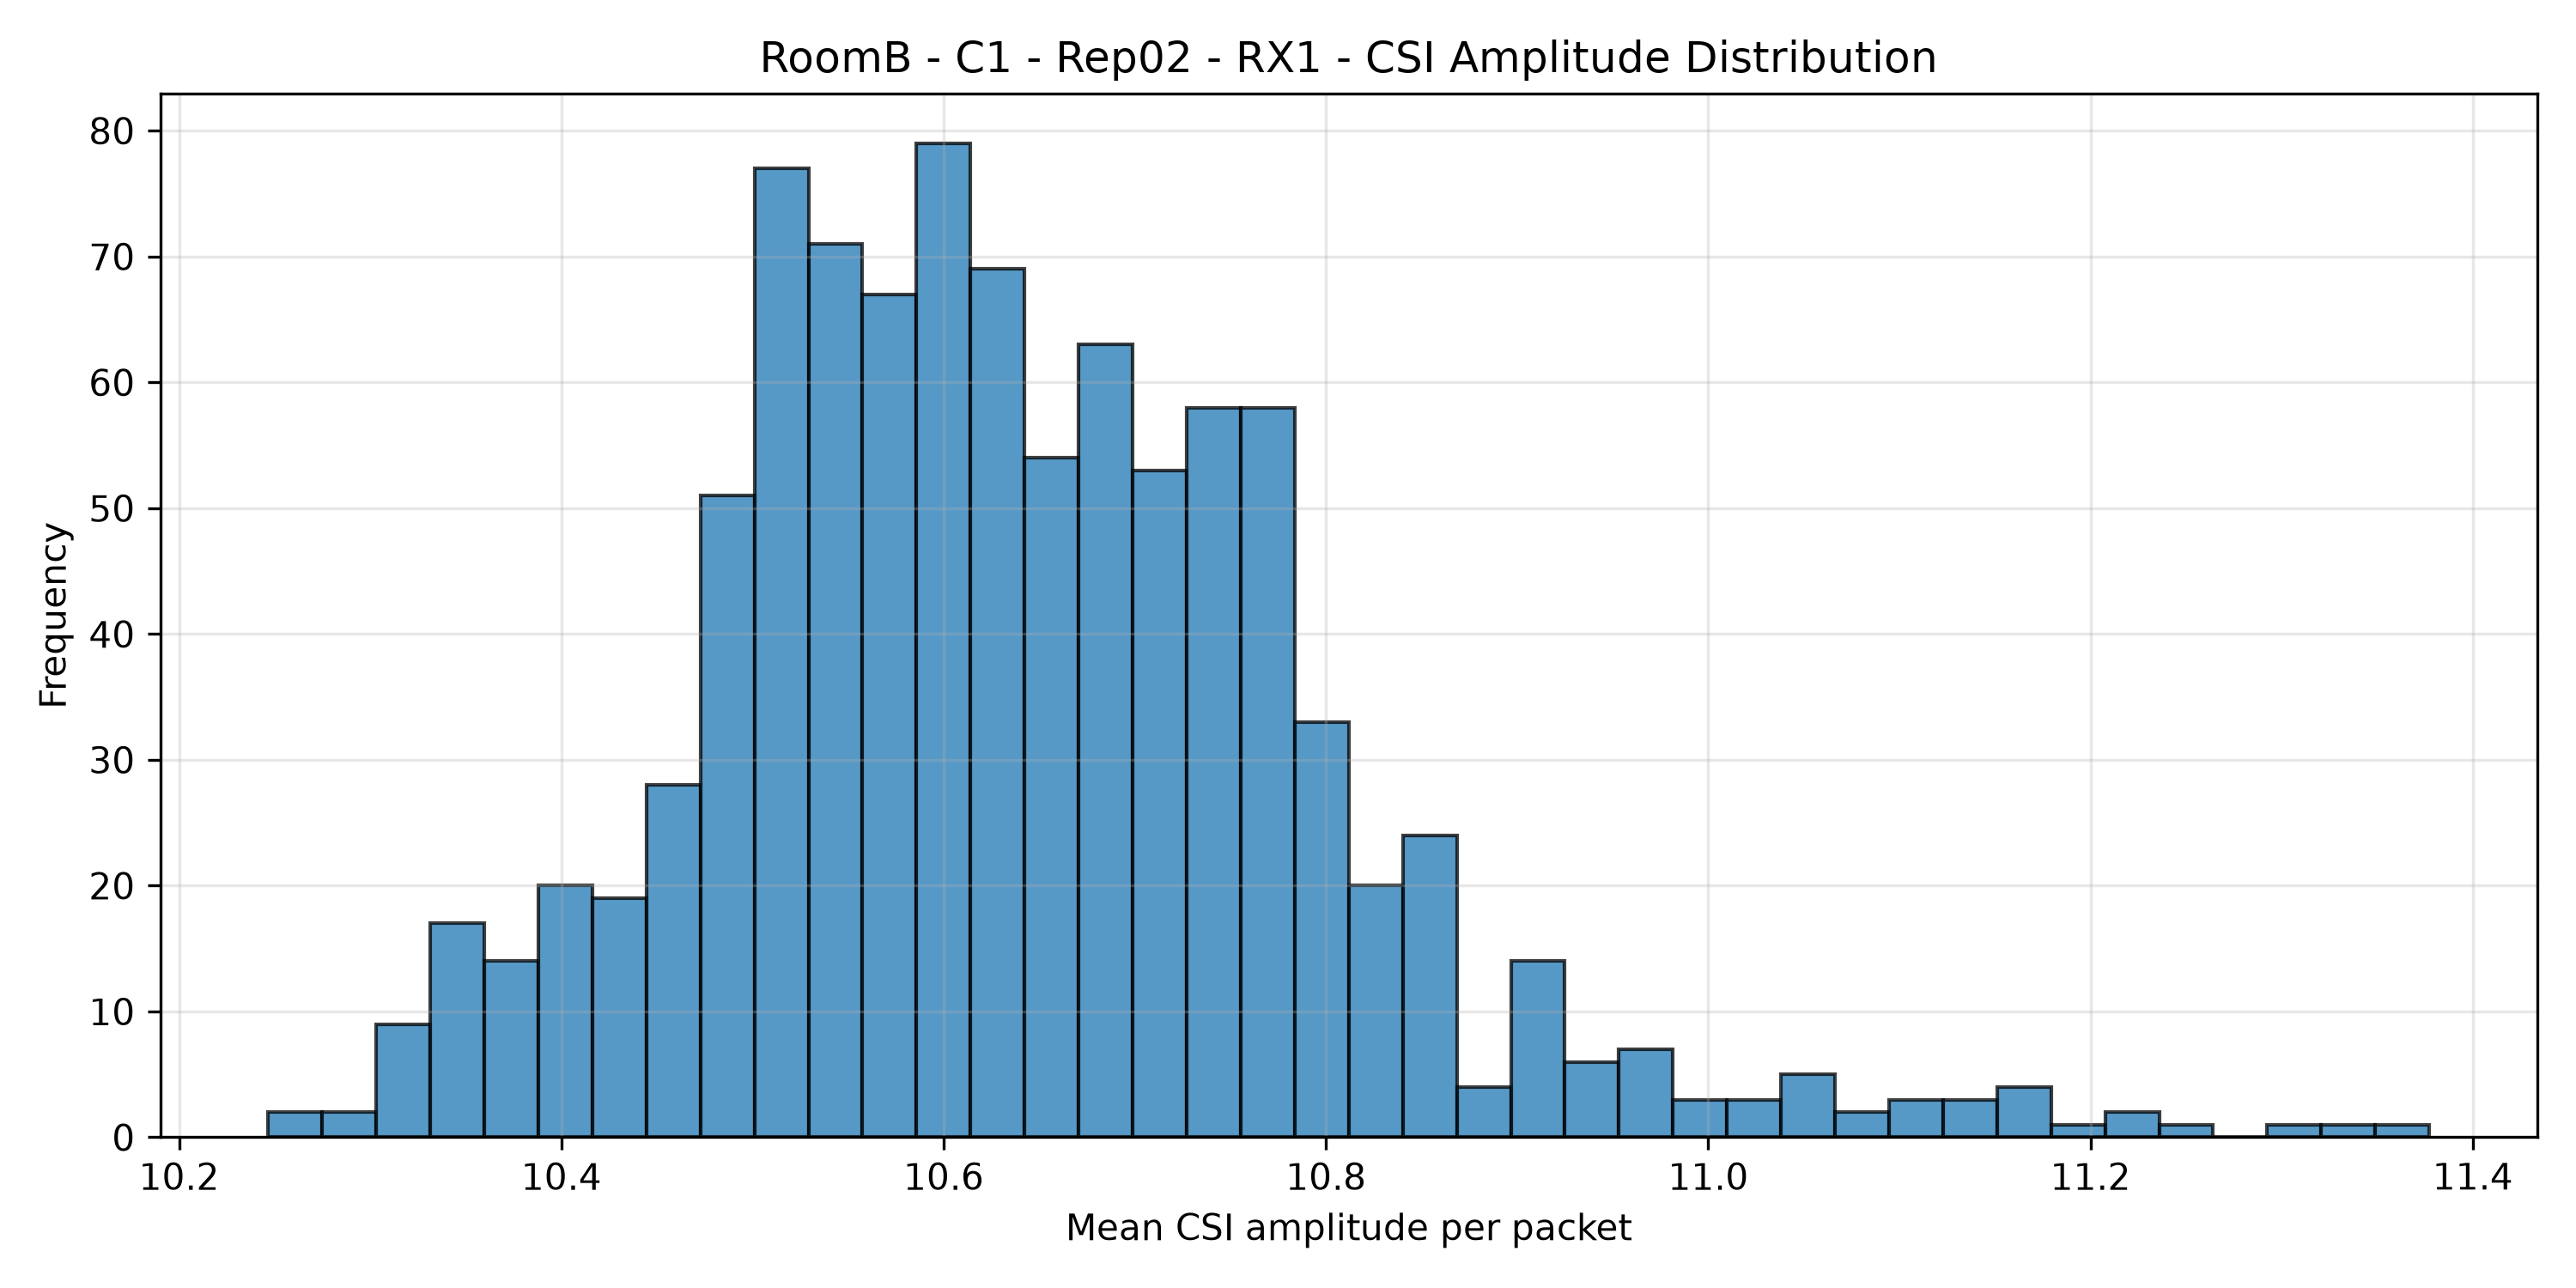 RoomB - C1 - Rep02 - RX1 - CSI Amplitude Distribution
80
70
60
50
40
30
20
10
0
Frequency
10.2 10.4 10.6 10.8 11.0 11.2 11.4
Mean CSI amplitude per packet